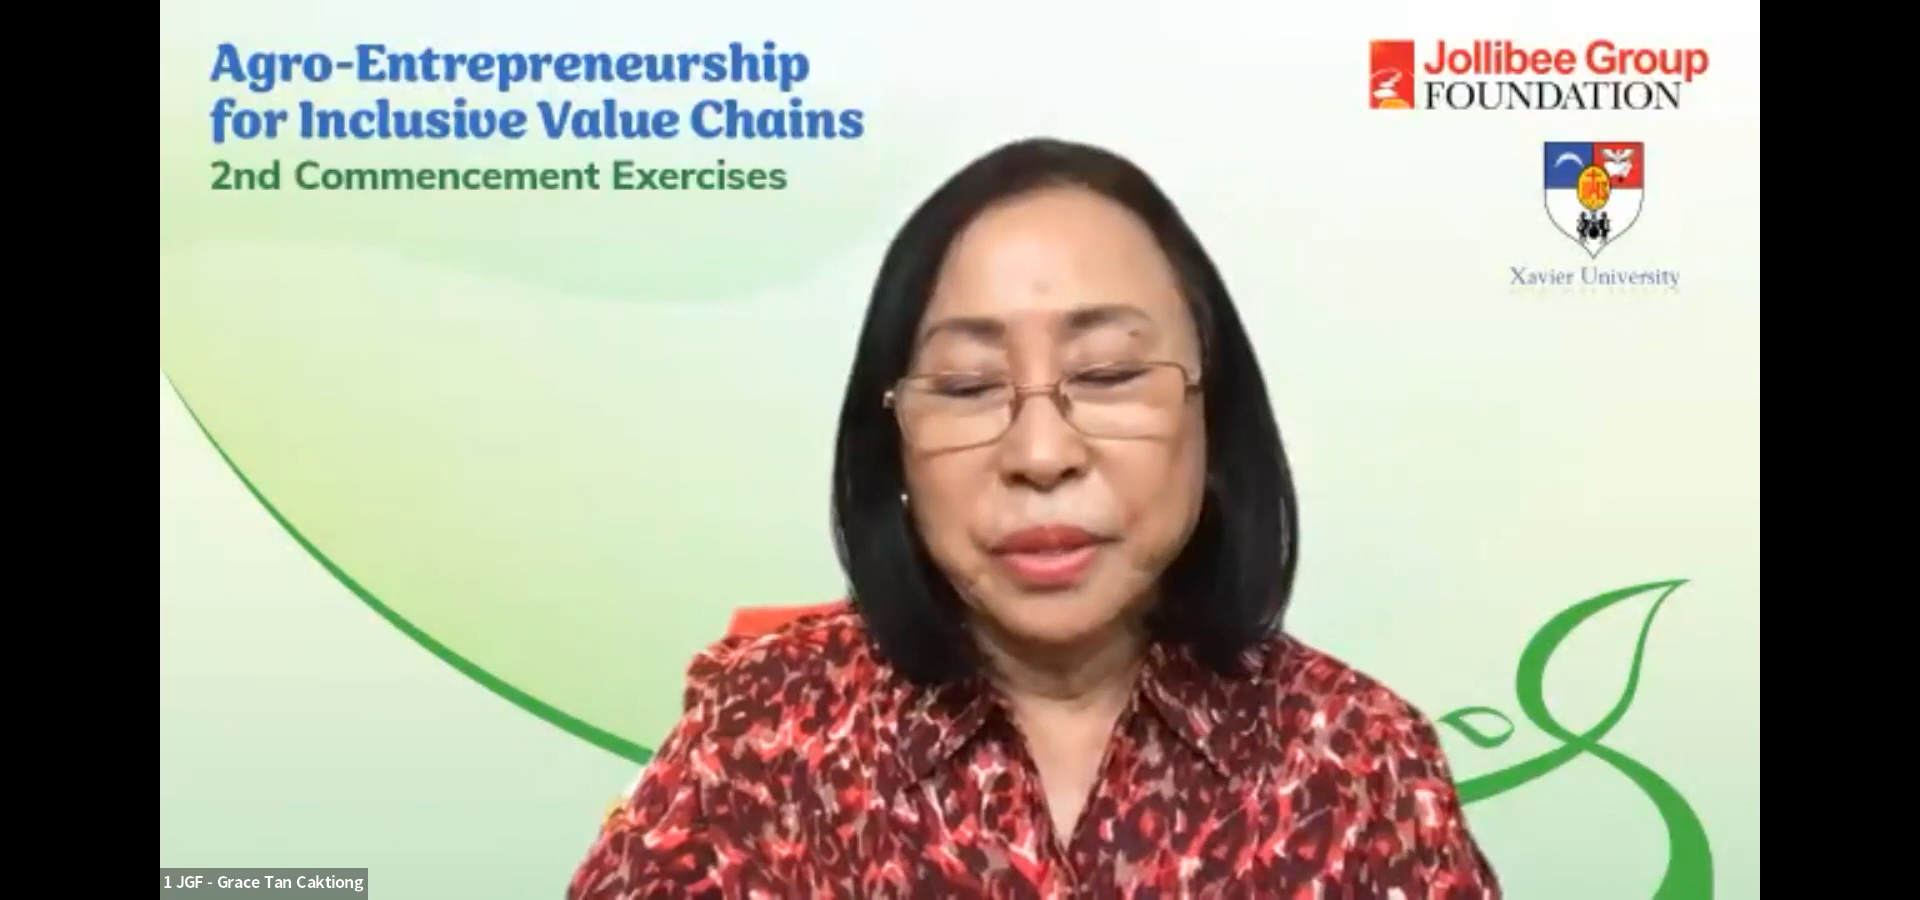 Agro-Entrepreneurship
for Inclusive Value Chains
2nd Commencement Exercises
Jollibee Group
FOUNDATION
IHS
Xavier University
1 JGF - Grace Tan Caktiong